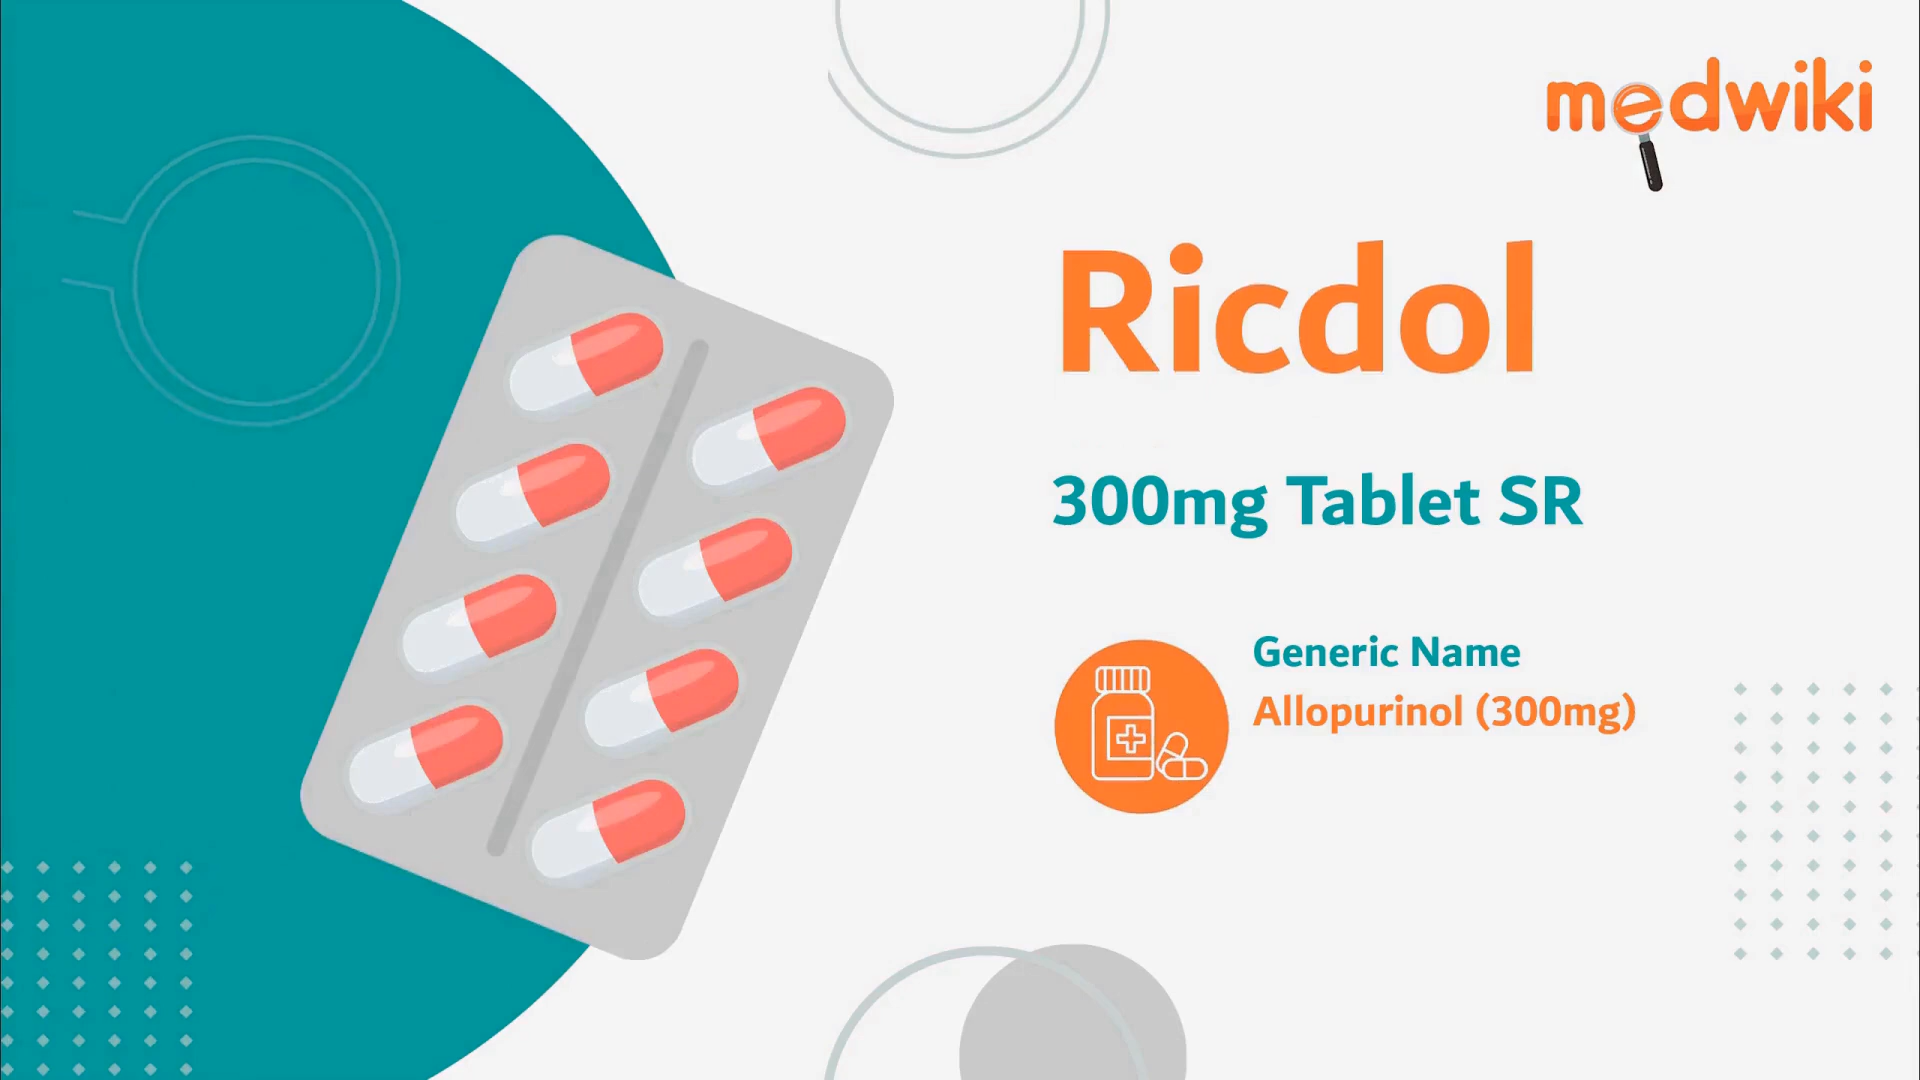 medwiki
Ricdol
300mg Tablet SR
Generic Name
Allopurinol (300mg)